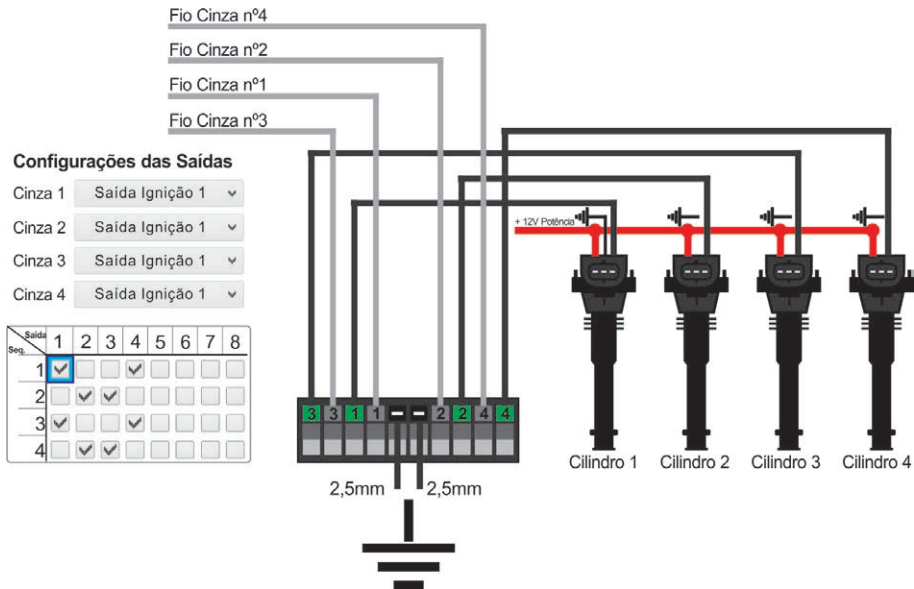 Fio Cinza nº4
Fio Cinza nº2
Fio Cinza nº1
Fio Cinza nº3
Configurações das Saídas
Cinza 1 Saída Ignição 1
Cinza 2 Saída Ignição 1
Cinza 3 Saída Ignição 1
Cinza 4 Saída Ignição 1
Saída 1 2 3 4 5 6 7 8
Seq.
1
2
3
4
+ 12V Potência
3 3 1 1 2 2 4 4
2,5mm 2,5mm
Cilindro 1 Cilindro 2 Cilindro 3 Cilindro 4